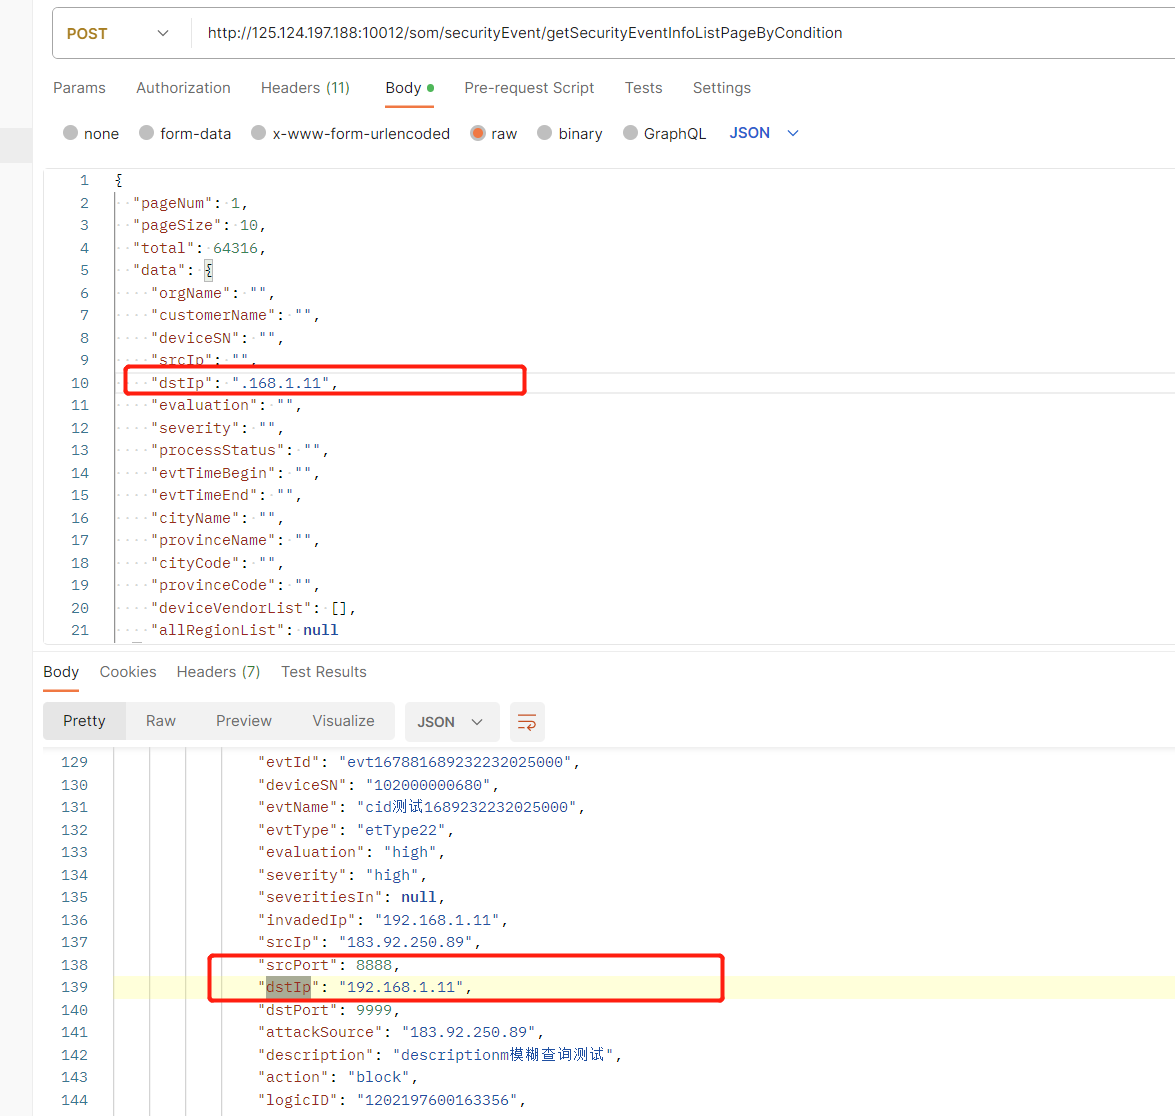 POST http://125.124.197.188:10012/som/securityEvent/getSecurityEventInfoListPageByCondition
Params Authorization Headers (11) Body Pre-request Script Tests Settings
none form-data x-www-form-urlencoded raw binary GraphQL JSON
1 {
2 "pageNum": 1,
3 "pageSize": 10,
4 "total": 64316,
5 "data": {
6 "orgName": "",
7 "customerName": "",
8 "deviceSN": "",
9 "srcIp": "",
10 "dstIp": ".168.1.11",
11 "evaluation": "",
12 "severity": "",
13 "processStatus": "",
14 "evtTimeBegin": "",
15 "evtTimeEnd": "",
16 "cityName": "",
17 "provinceName": "",
18 "cityCode": "",
19 "provinceCode": "",
20 "deviceVendorList": [],
21 "allRegionList": null
Body Cookies Headers (7) Test Results
Pretty Raw Preview Visualize JSON
129 "evtId": "evt167881689232232025000",
130 "deviceSN": "102000000680",
131 "evtName": "cid测试1689232232025000",
132 "evtType": "etType22",
133 "evaluation": "high",
134 "severity": "high",
135 "severitiesIn": null,
136 "invadedIp": "192.168.1.11",
137 "srcIp": "183.92.250.89",
138 "srcPort": 8888,
139 "dstIp": "192.168.1.11",
140 "dstPort": 9999,
141 "attackSource": "183.92.250.89",
142 "description": "descriptionm模糊查询测试",
143 "action": "block",
144 "logicID": "1202197600163356",